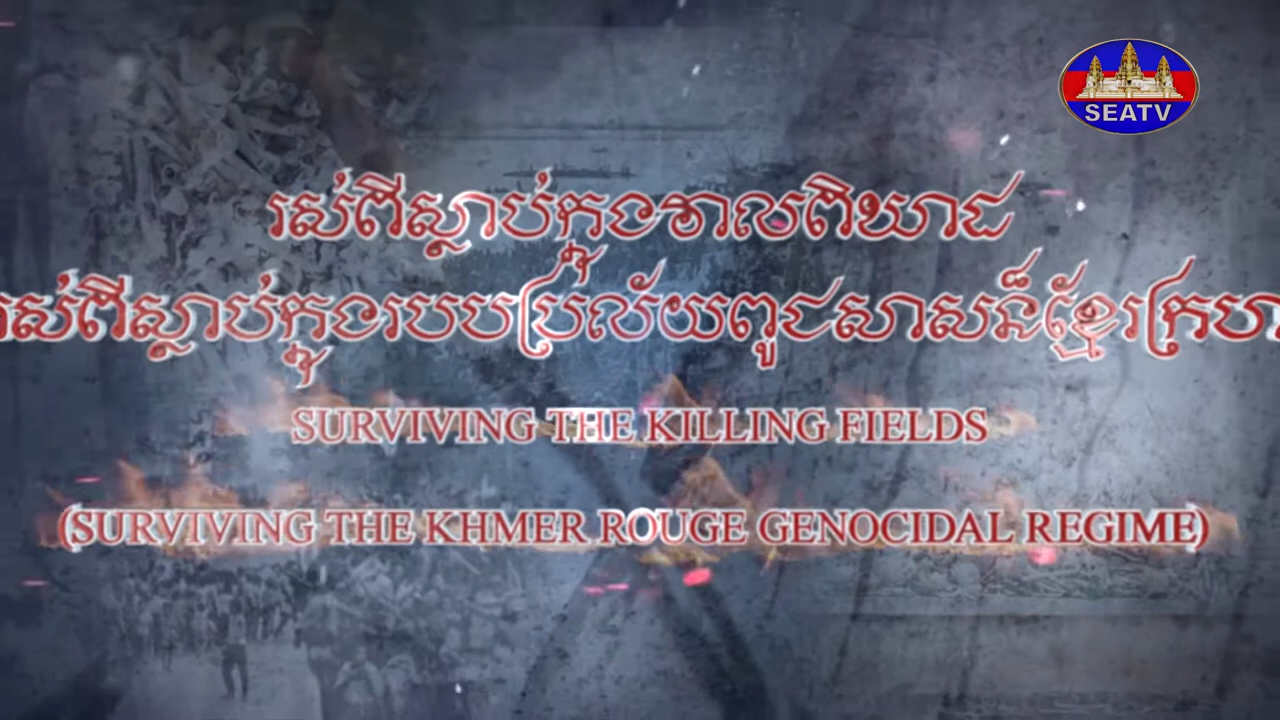 SEATV
រស់ពីស្លាប់ក្នុងវាលពិឃាដ
រស់ពីស្លាប់ក្នុងរបបប្រល័យពូជសាសន៍ខ្មែរក្រហ
SURVIVING THE KILLING FIELDS
(SURVIVING THE KHMER ROUGE GENOCIDAL REGIME)